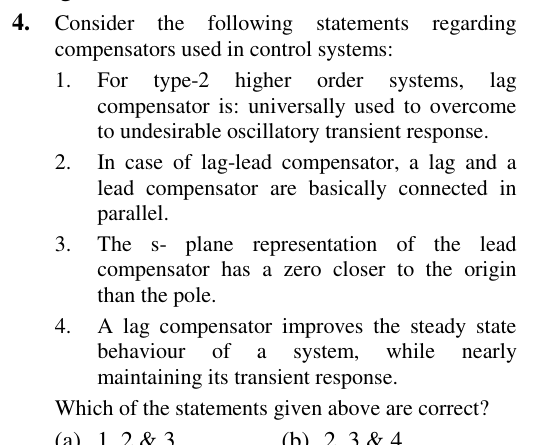 4. Consider the following statements regarding
compensators used in control systems:
1. For type-2 higher order systems, lag
compensator is: universally used to overcome
to undesirable oscillatory transient response.
2. In case of lag-lead compensator, a lag and a
lead compensator are basically connected in
parallel.
3. The s- plane representation of the lead
compensator has a zero closer to the origin
than the pole.
4. A lag compensator improves the steady state
behaviour of a system, while nearly
maintaining its transient response.
Which of the statements given above are correct?
(a) 1, 2 & 3 (b) 2, 3 & 4